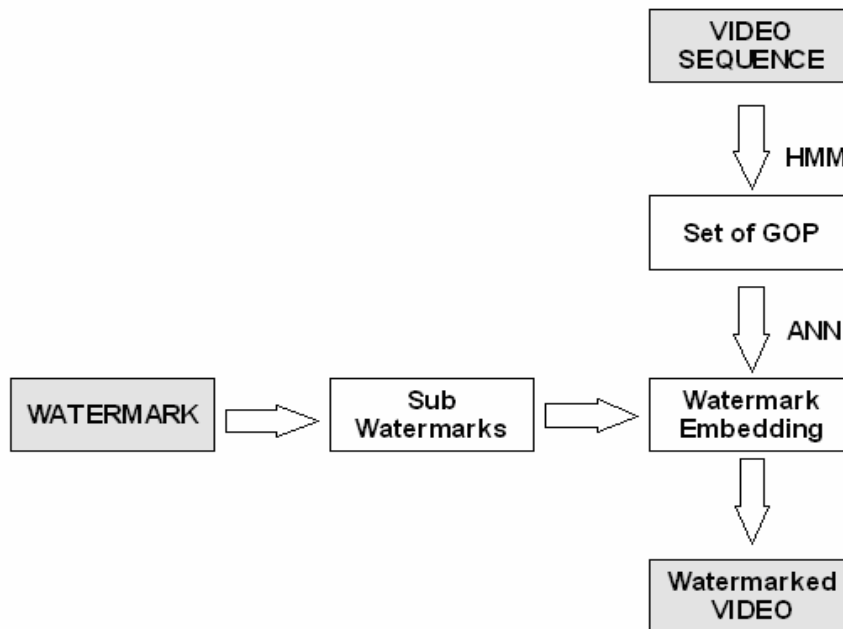 VIDEO
SEQUENCE
HMM
Set of GOP
ANN
WATERMARK
Sub
Watermarks
Watermark
Embedding
Watermarked
VIDEO